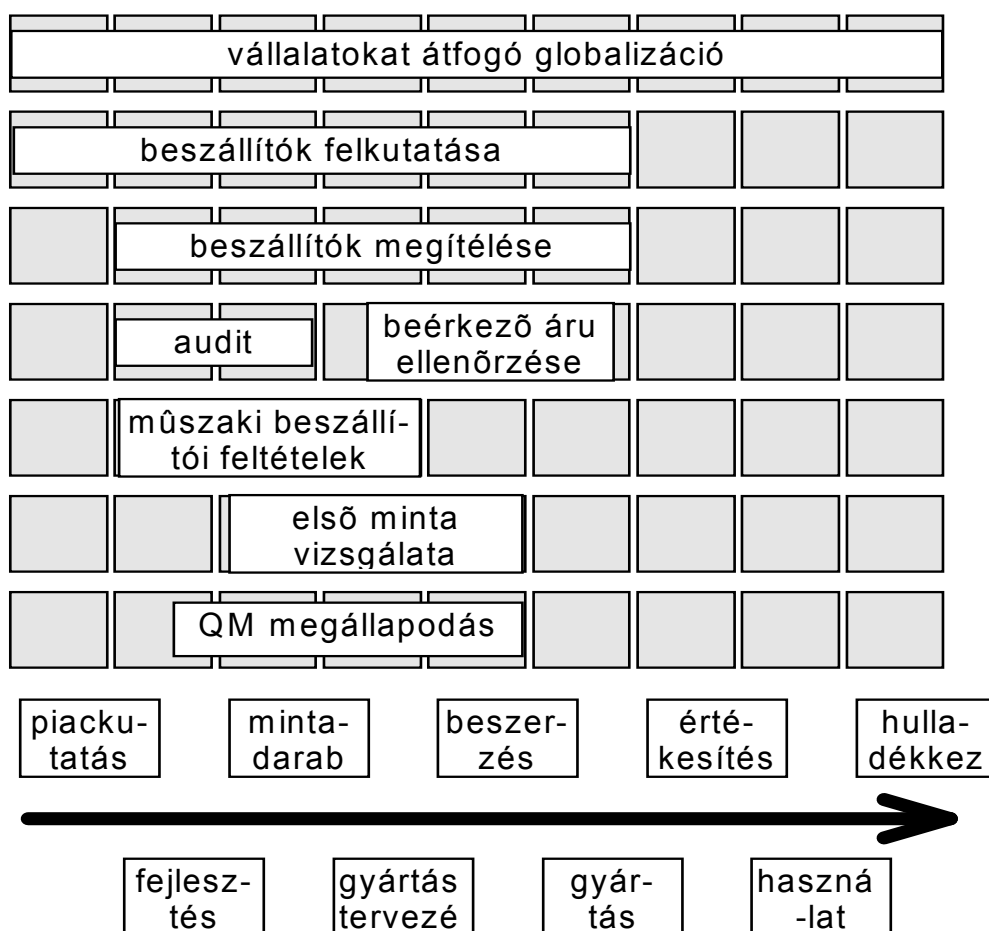 vállalatokat átfogó globalizáció
beszállítók felkutatása
beszállítók megítélése
audit
beérkezõ áru
ellenõrzése
mûszaki beszállí-
tói feltételek
elsõ minta
vizsgálata
QM megállapodás
piacku-
tatás
minta-
darab
beszer-
zés
érté-
kesítés
hulla-
dékkez
fejlesz-
tés
gyártás
tervezé
gyár-
tás
haszná
-lat